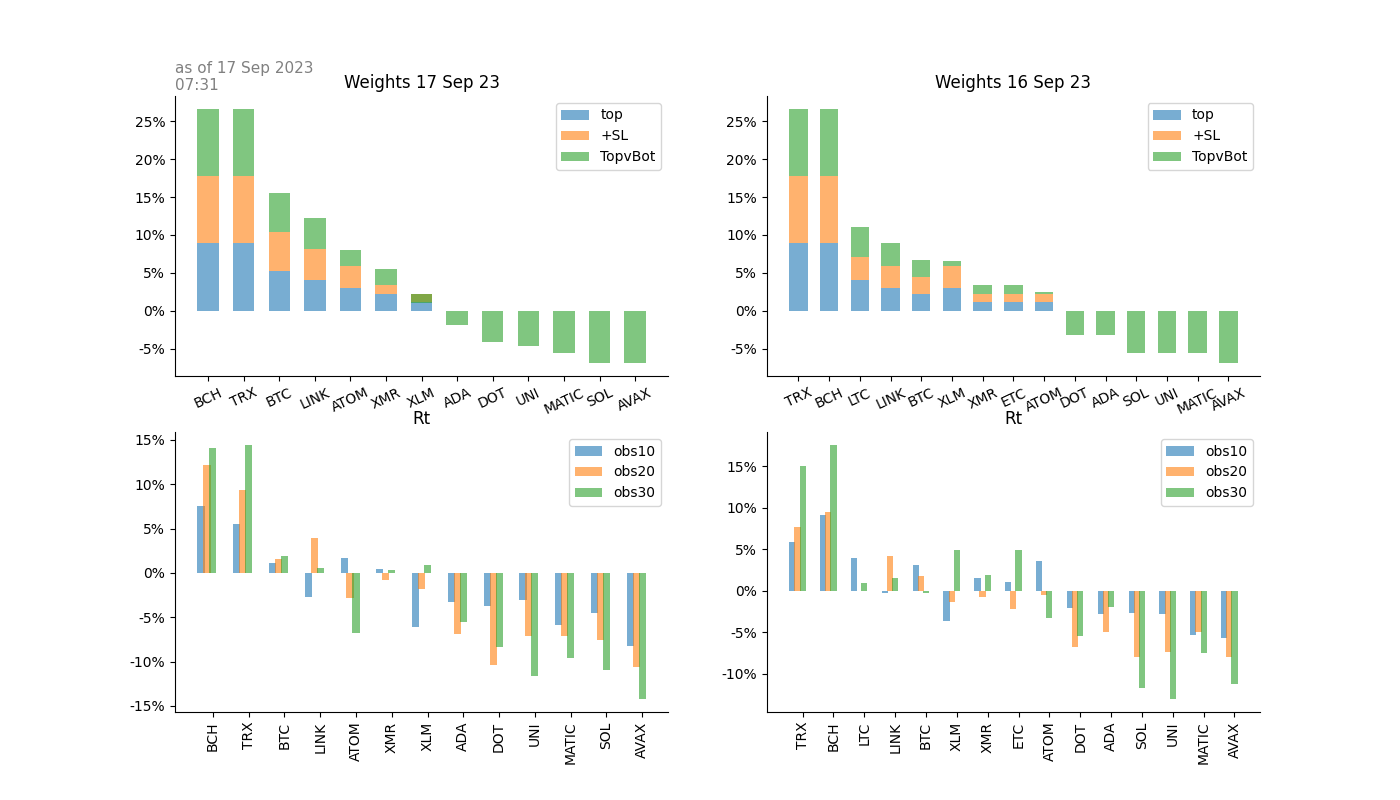 as of 17 Sep 2023
07:31
Weights 17 Sep 23
25%
20%
15%
10%
5%
0%
-5%
top
+SL
TopvBot
BCH TRX BTC LINK ATOM XMR XLM ADA DOT UNI MATIC SOL AVAX
Weights 16 Sep 23
25%
20%
15%
10%
5%
0%
-5%
top
+SL
TopvBot
TRX BCH LTC LINK BTC XLM XMR ETC ATOM DOT ADA SOL UNI MATIC AVAX
Rt
15%
10%
5%
0%
-5%
-10%
-15%
obs10
obs20
obs30
BCH TRX BTC LINK ATOM XMR XLM ADA DOT UNI MATIC SOL AVAX
Rt
15%
10%
5%
0%
-5%
-10%
obs10
obs20
obs30
TRX BCH LTC LINK BTC XLM XMR ETC ATOM DOT ADA SOL UNI MATIC AVAX